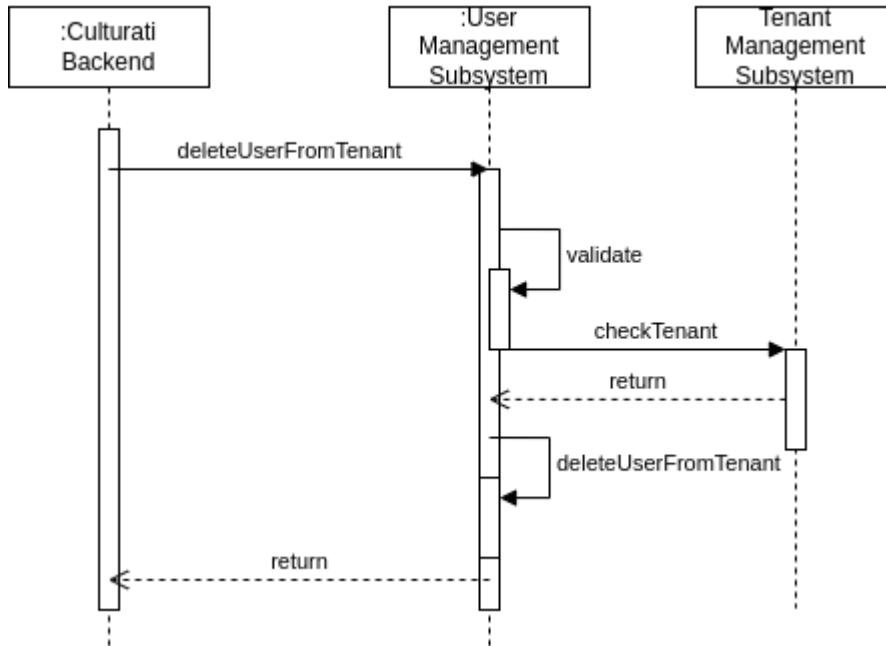 :Culturati
Backend
:User
Management
Subsystem
Tenant
Management
Subsystem
deleteUserFromTenant
validate
checkTenant
return
deleteUserFromTenant
return